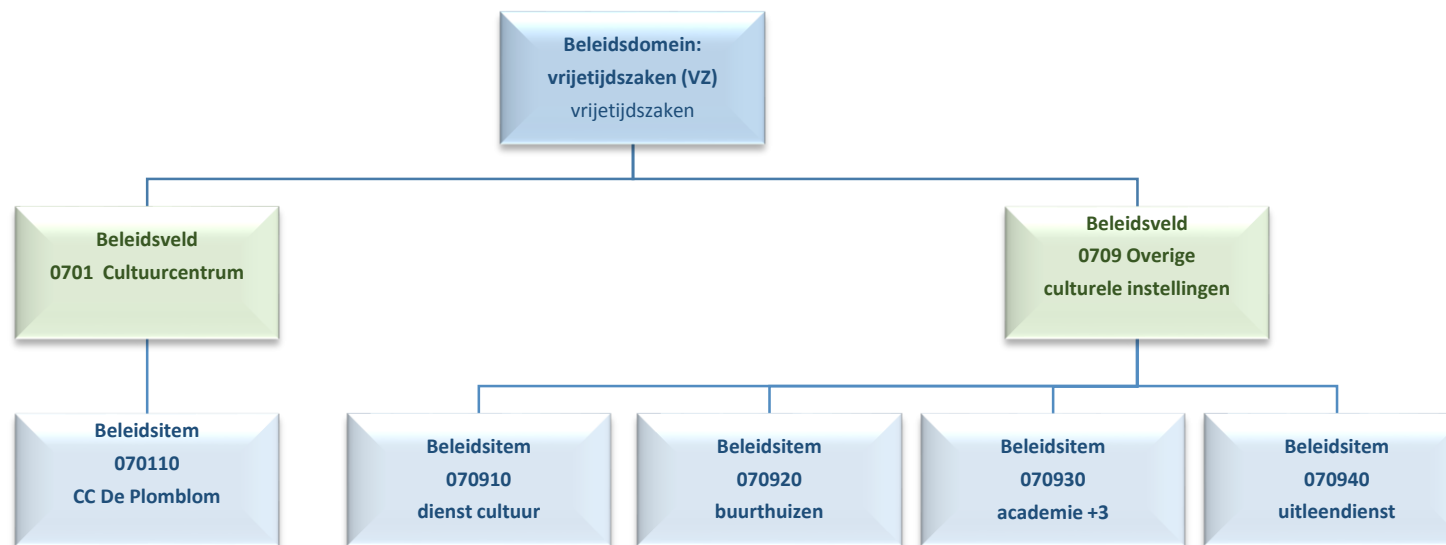 Beleidsdomein:
vrijetijdszaken (VZ)
vrijetijdszaken
Beleidsveld
0701 Cultuurcentrum
Beleidsveld
0709 Overige
culturele instellingen
Beleidsitem
070110
CC De Plomblom
Beleidsitem
070910
dienst cultuur
Beleidsitem
070920
buurthuizen
Beleidsitem
070930
academie +3
Beleidsitem
070940
uitleendienst